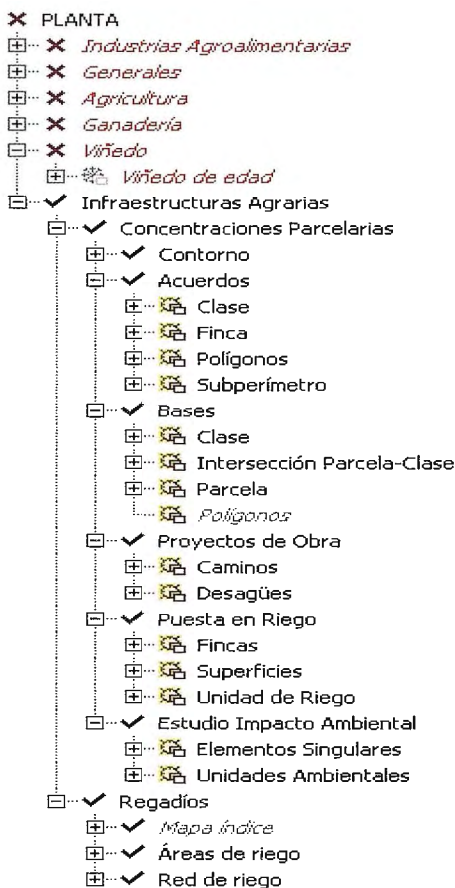 PLANTA
Industrias Agroalimentarias
Generales
Agricultura
Ganadería
Viñedo
Viñedo de edad
Infraestructuras Agrarias
Concentraciones Parcelarias
Contorno
Acuerdos
Clase
Finca
Polígonos
Subperímetro
Bases
Clase
Intersección Parcela-Clase
Parcela
Polígonos
Proyectos de Obra
Caminos
Desagües
Puesta en Riego
Fincas
Superficies
Unidad de Riego
Estudio Impacto Ambiental
Elementos Singulares
Unidades Ambientales
Regadíos
Mapa índice
Áreas de riego
Red de riego